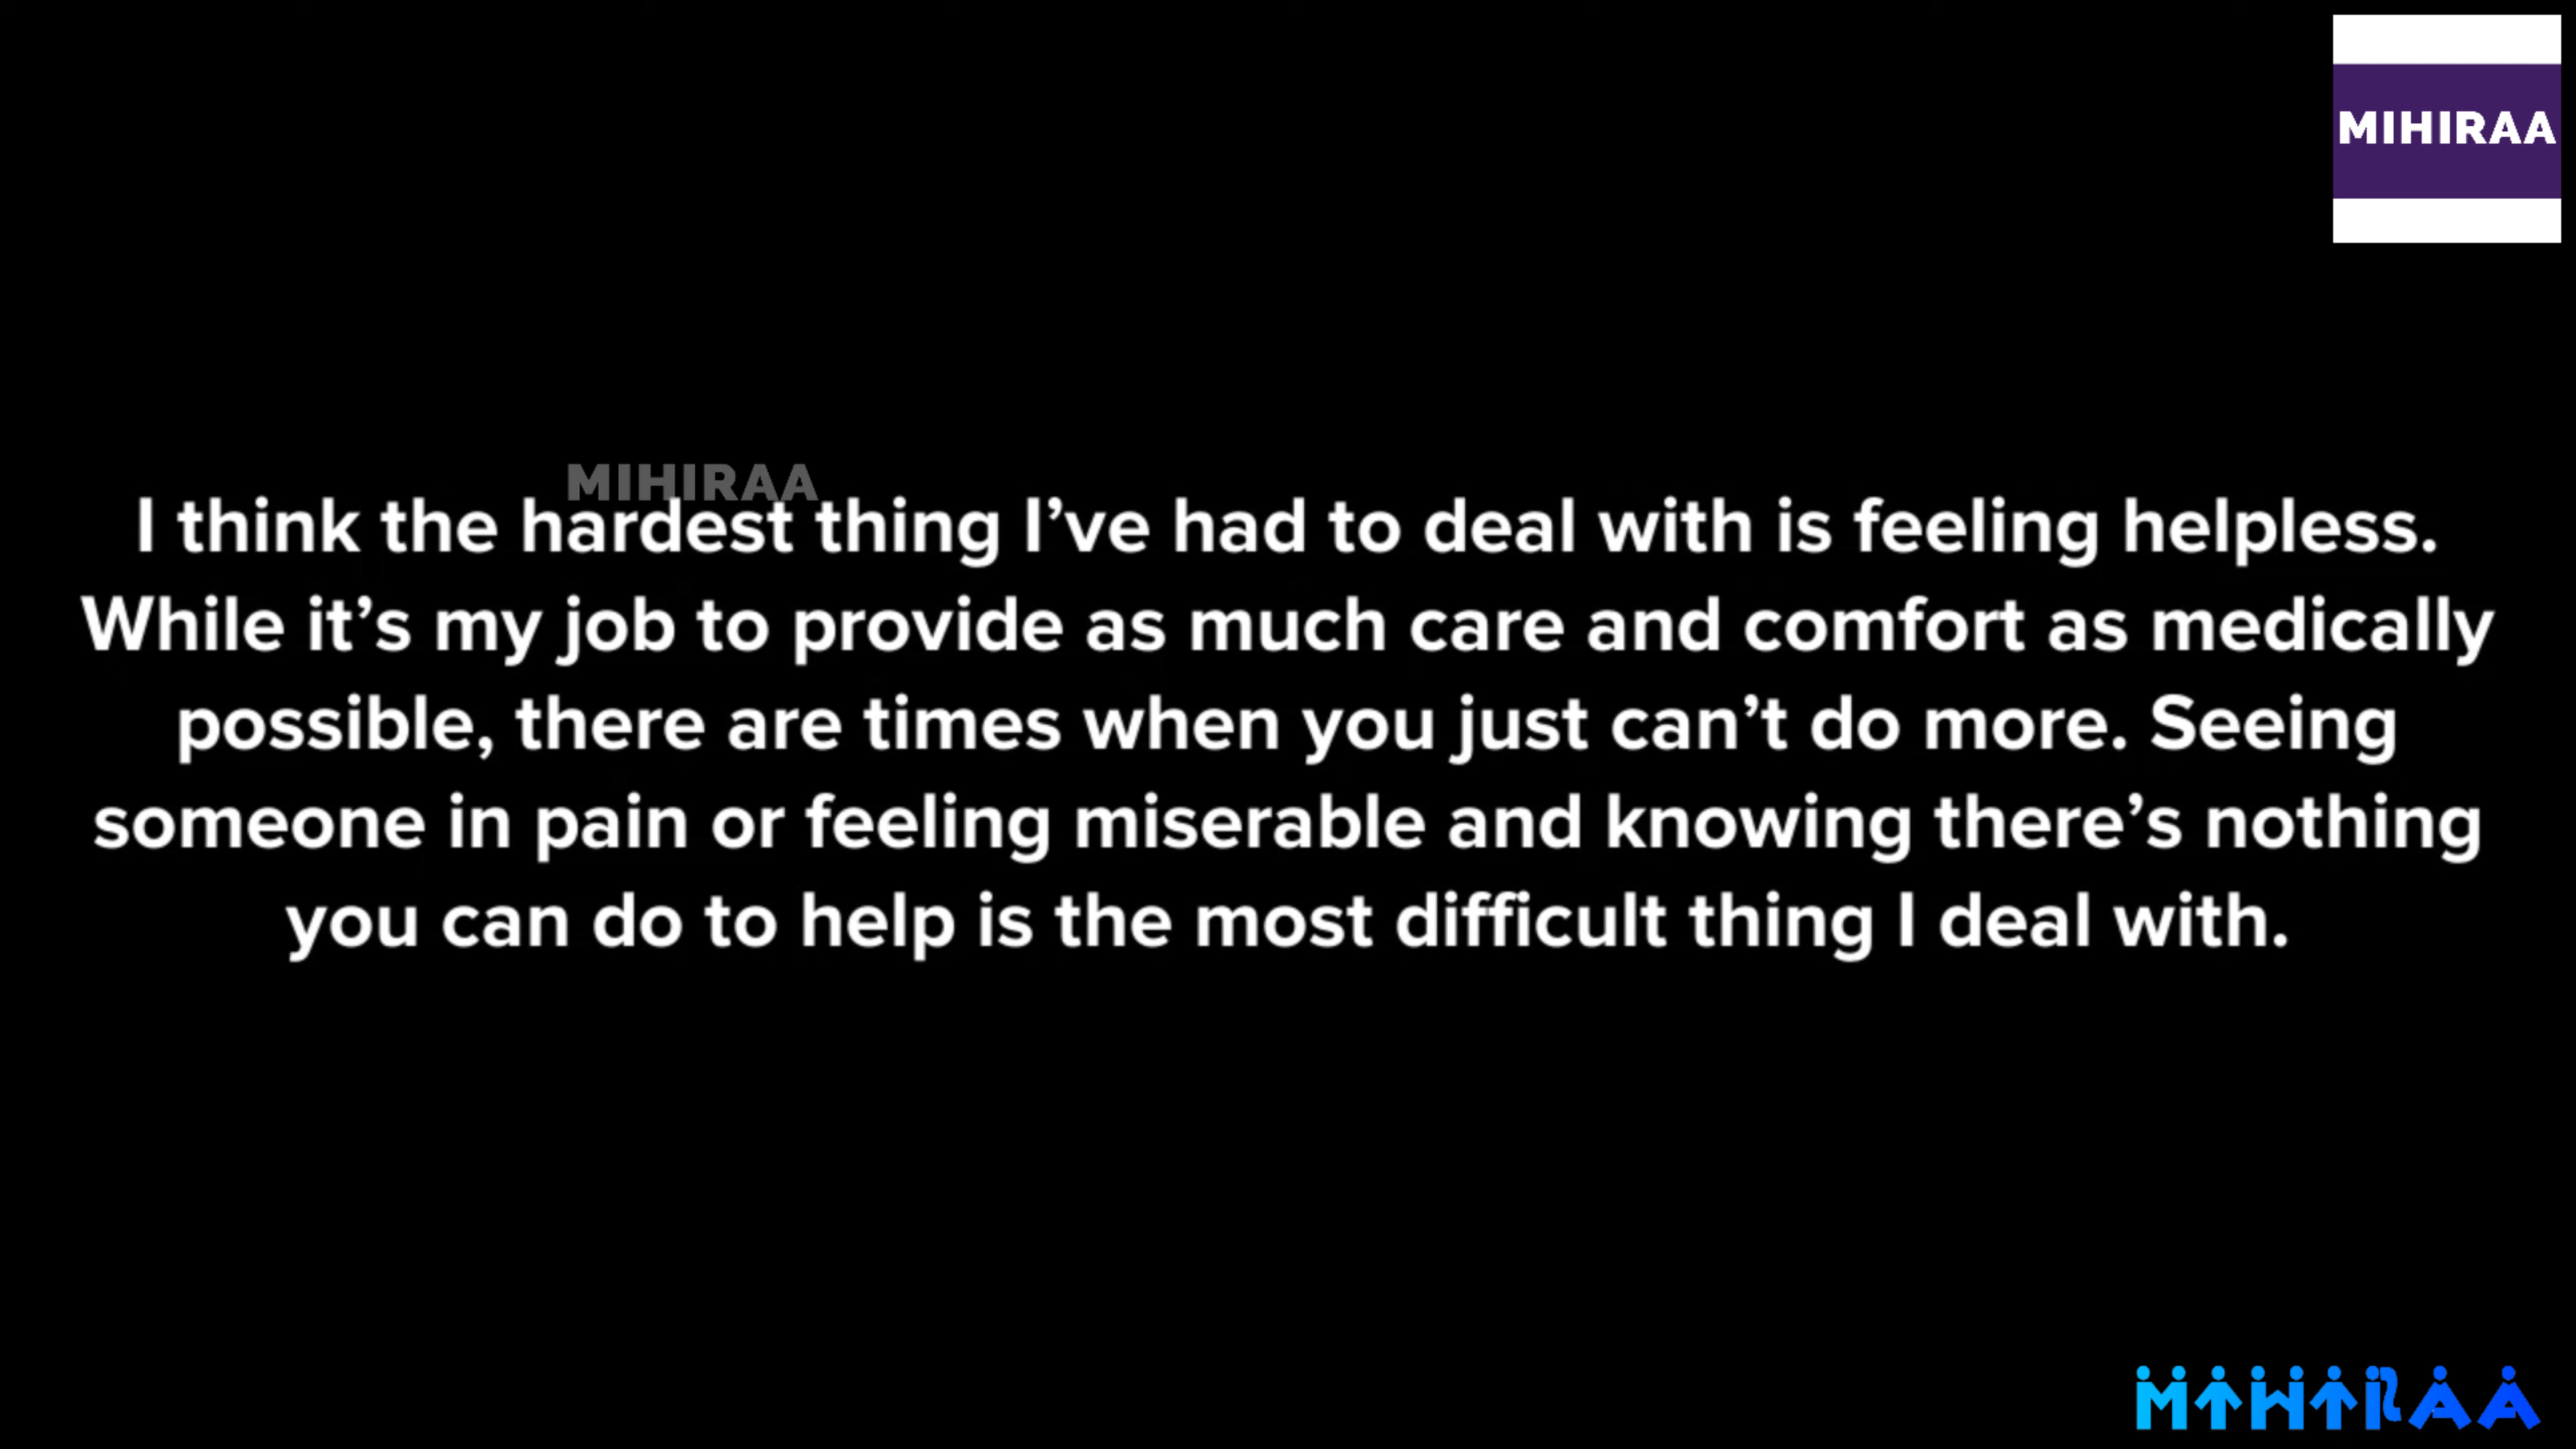 MIHIRAA
MIHIRAA
I think the hardest thing I’ve had to deal with is feeling helpless.
While it’s my job to provide as much care and comfort as medically
possible, there are times when you just can’t do more. Seeing
someone in pain or feeling miserable and knowing there’s nothing
you can do to help is the most difficult thing I deal with.
MIHIRAA